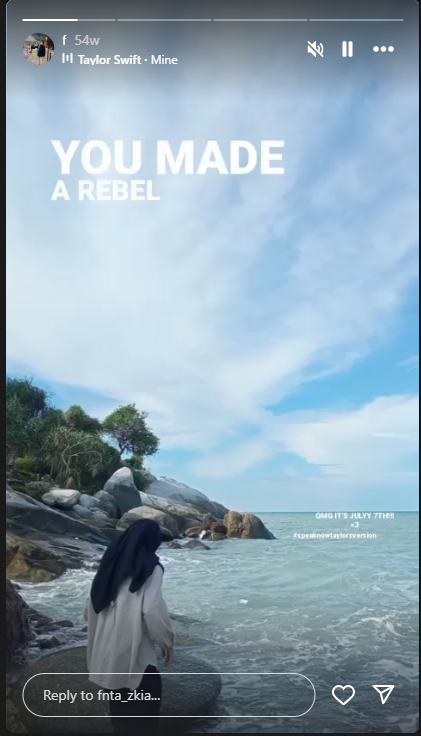 f 54w
Taylor Swift · Mine
YOU MADE
A REBEL
OMG IT'S JULYY 7TH!!!
<3
#speaknowtaylorsversion
Reply to fnta_zkia...